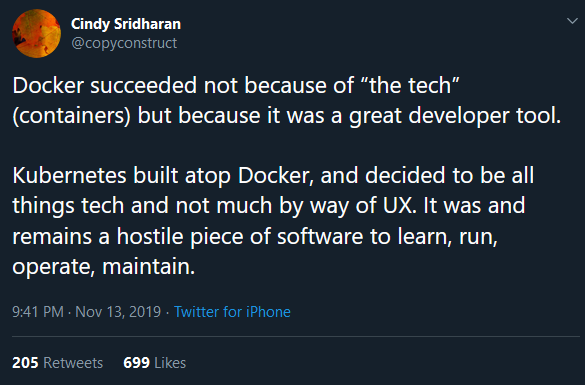 Cindy Sridharan
@copyconstruct
Docker succeeded not because of “the tech”
(containers) but because it was a great developer tool.
Kubernetes built atop Docker, and decided to be all
things tech and not much by way of UX. It was and
remains a hostile piece of software to learn, run,
operate, maintain.
9:41 PM · Nov 13, 2019 · Twitter for iPhone
205 Retweets 699 Likes